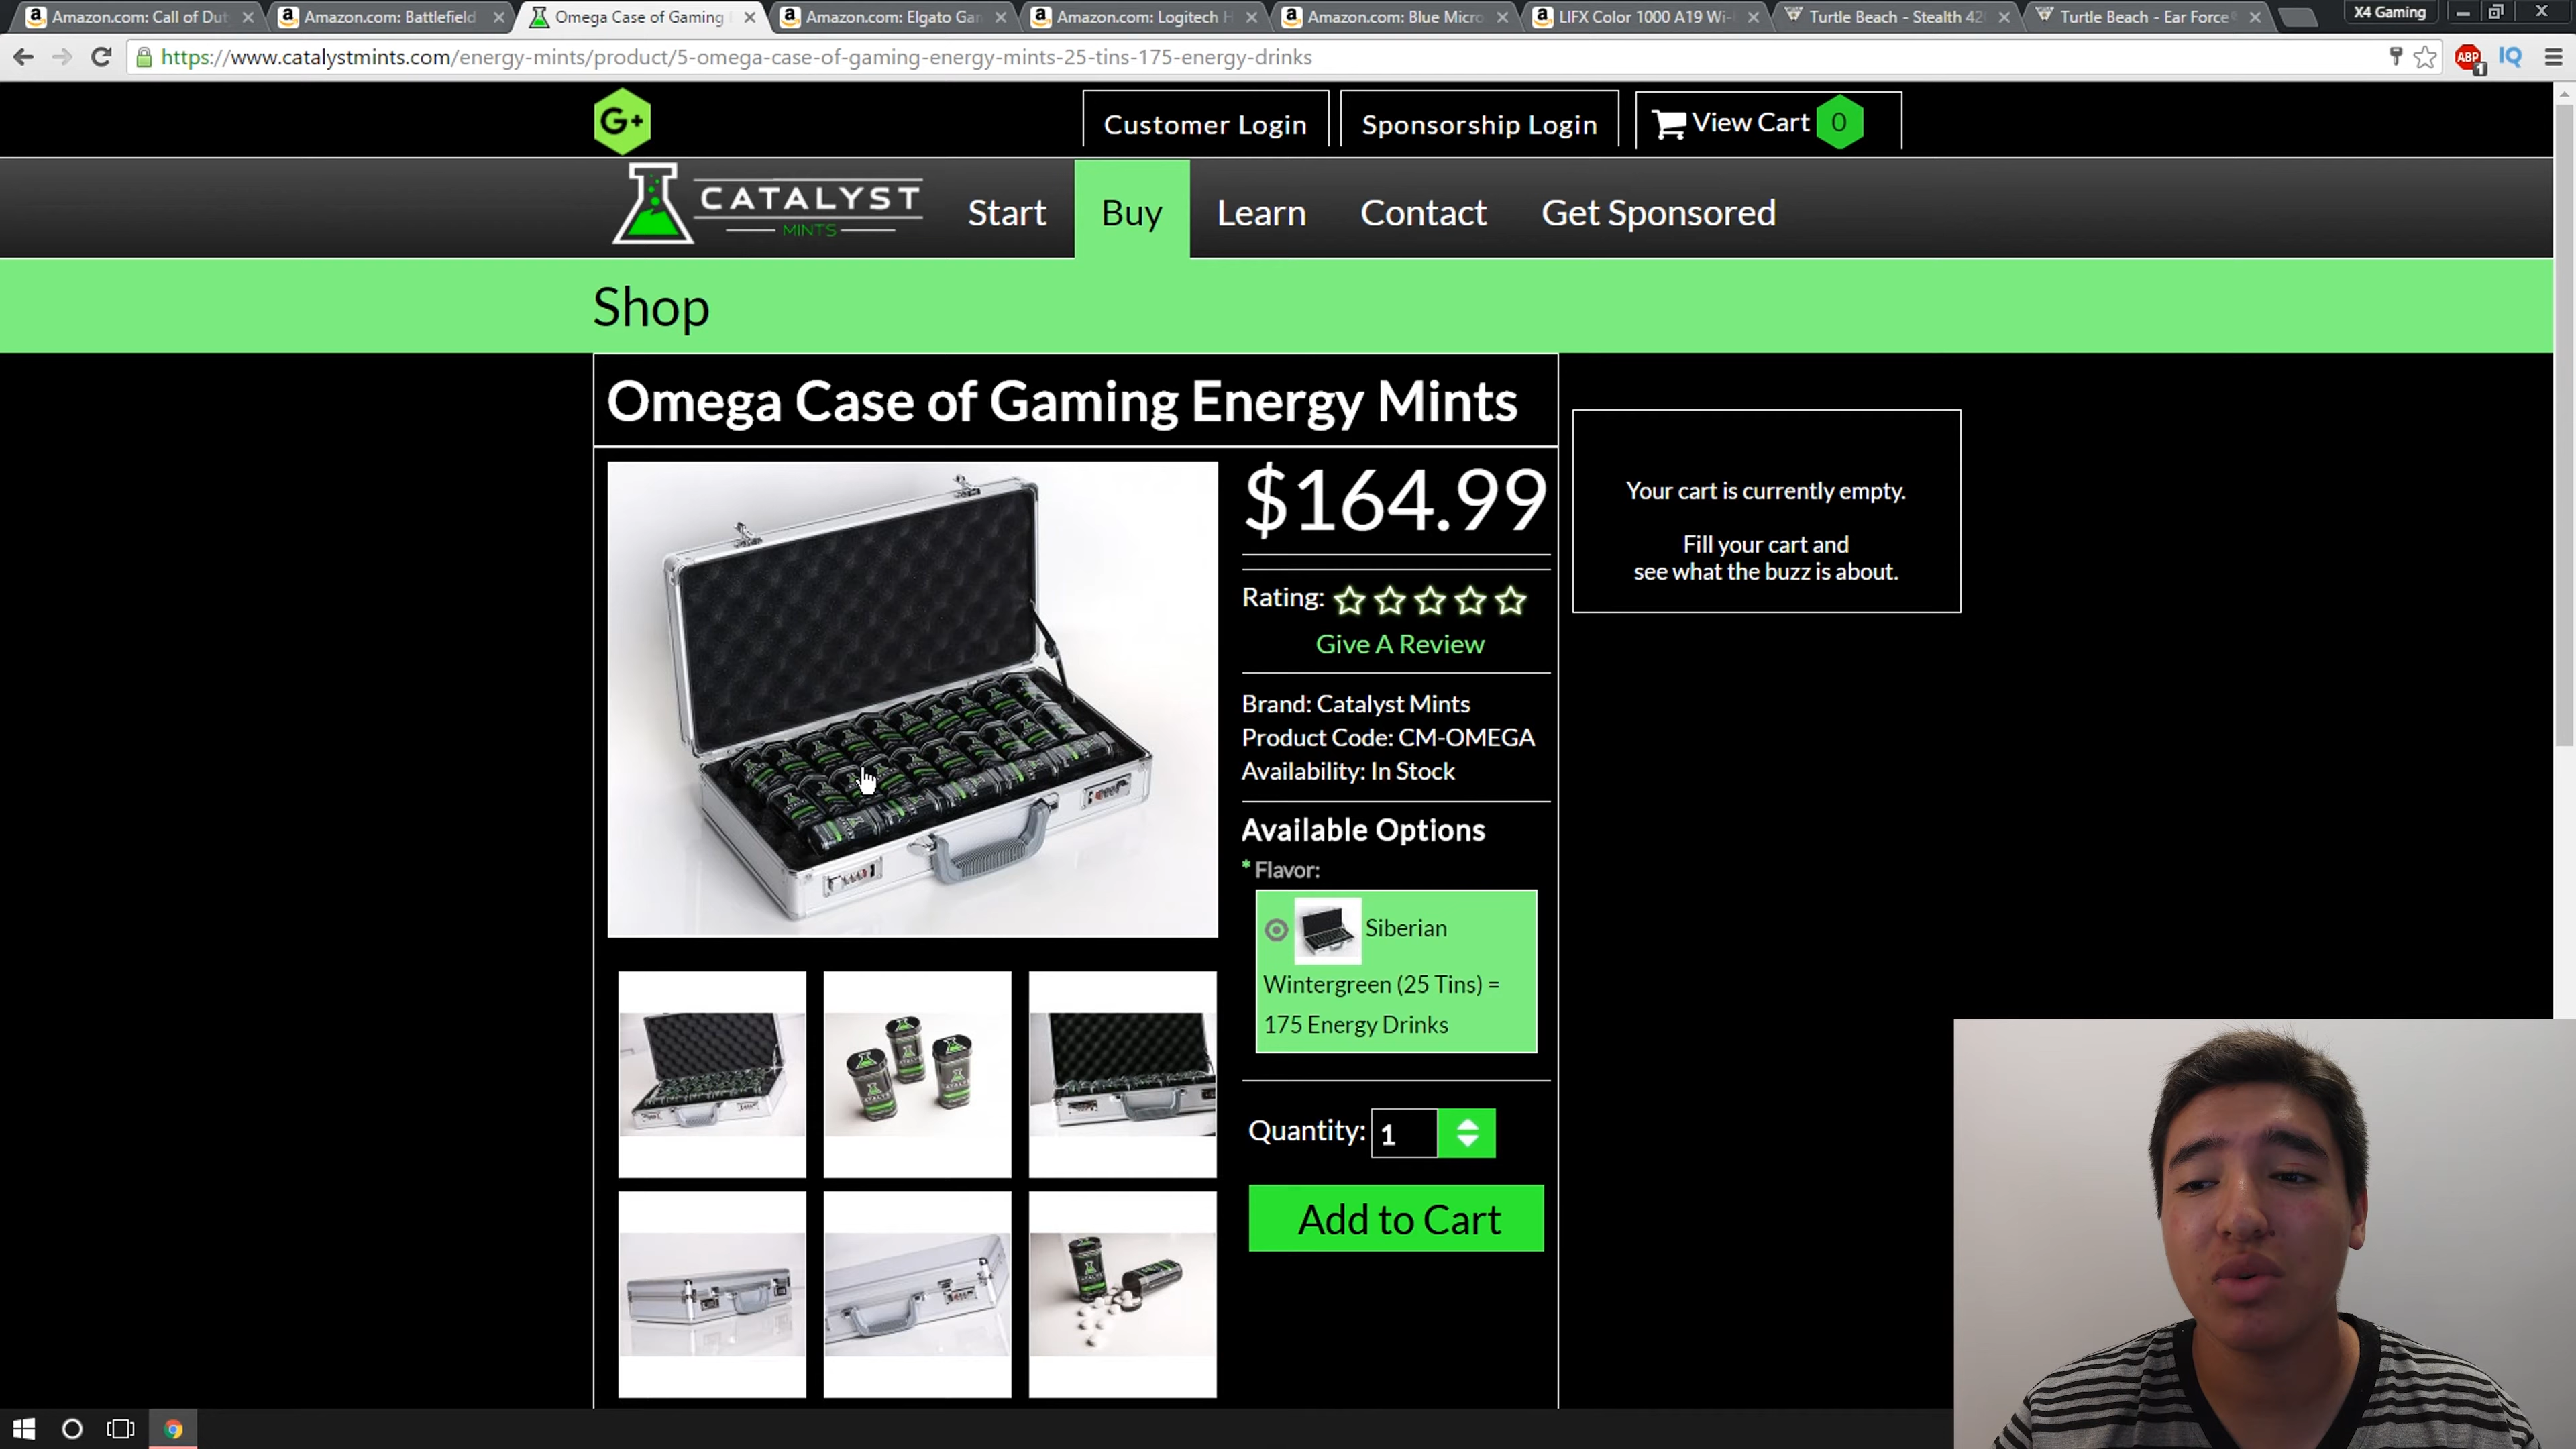 Amazon.com: Call of Dut
Amazon.com: Battlefield
Omega Case of Gaming
Amazon.com: Elgato Gar
Amazon.com: Logitech H
Amazon.com: Blue Micro
LIFX Color 1000 A19 Wi-
Turtle Beach - Stealth 42
Turtle Beach - Ear Force
X4 Gaming
https://www.catalystmints.com/energy-mints/product/5-omega-case-of-gaming-energy-mints-25-tins-175-energy-drinks
ABP
1
IQ
G+
Customer Login
Sponsorship Login
View Cart 0
CATALYST
MINTS
Start
Buy
Learn
Contact
Get Sponsored
Shop
Omega Case of Gaming Energy Mints
$164.99
Rating:
Give A Review
Brand: Catalyst Mints
Product Code: CM-OMEGA
Availability: In Stock
Available Options
* Flavor:
Siberian
Wintergreen (25 Tins) =
175 Energy Drinks
Quantity: 1
Add to Cart
Your cart is currently empty.
Fill your cart and
see what the buzz is about.